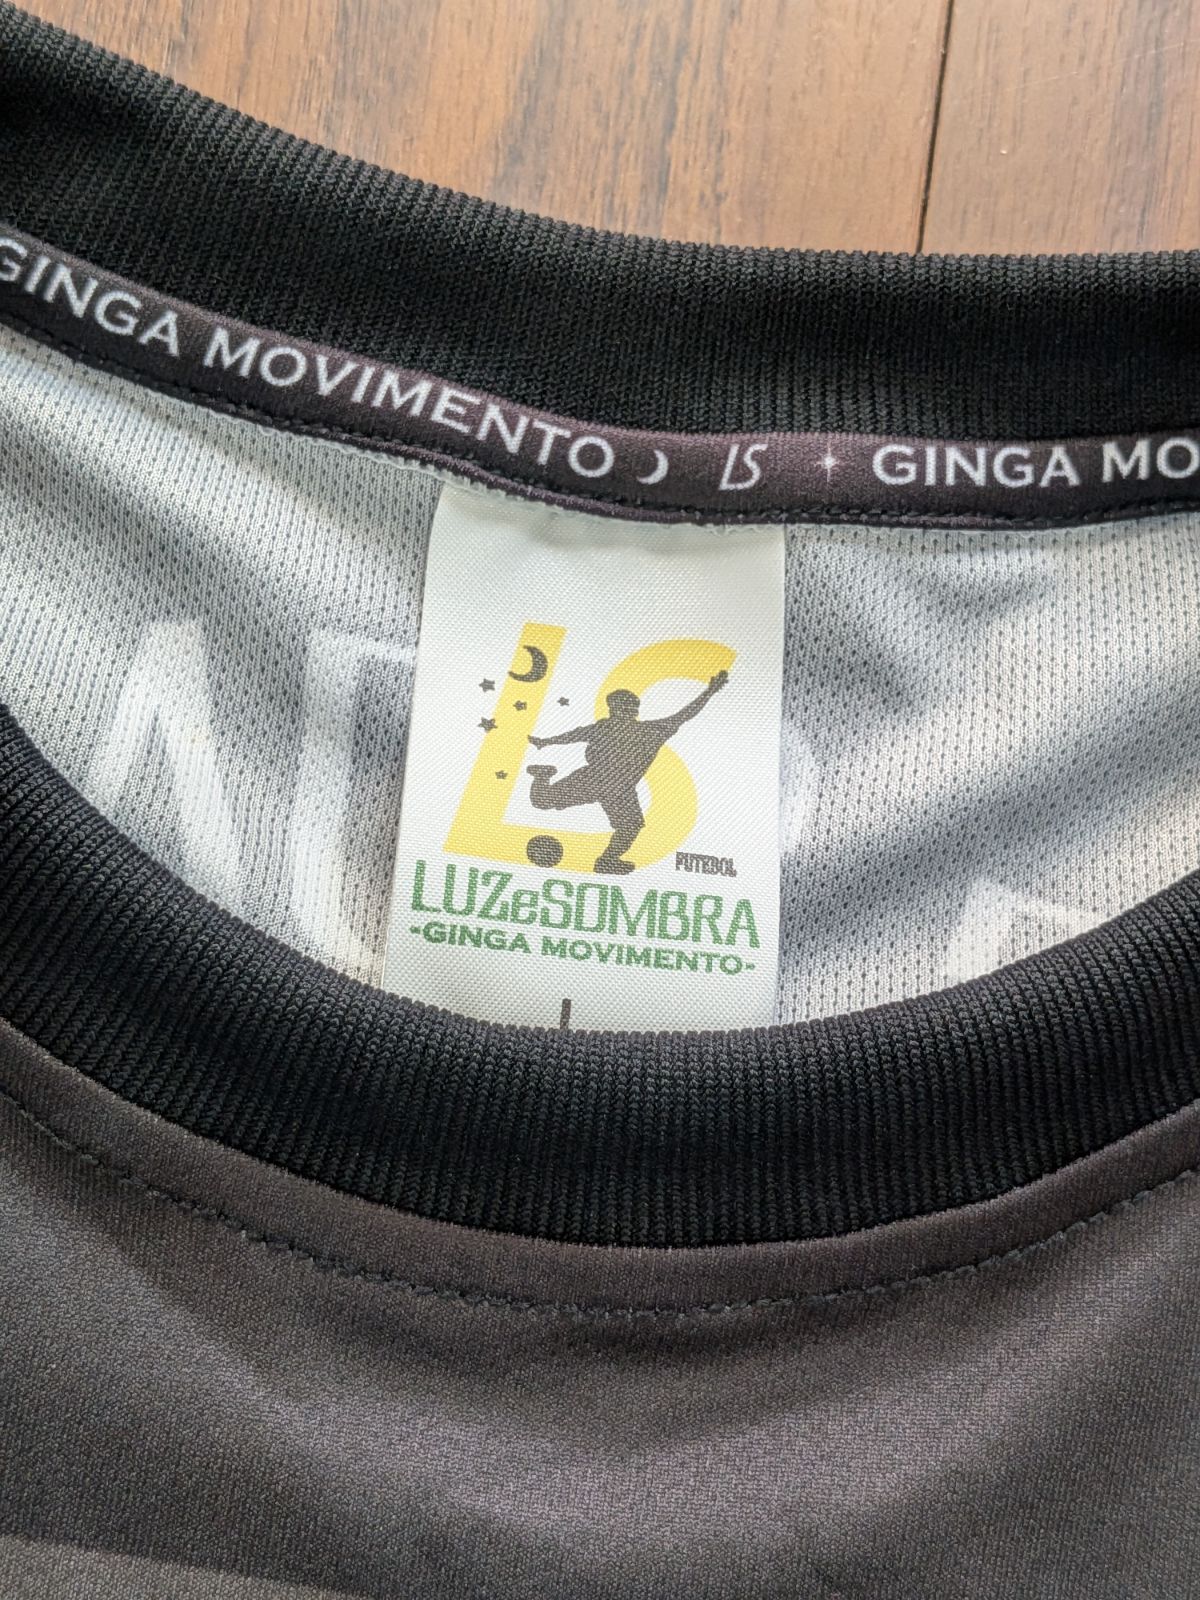 GINGA MOVIMENTO LS GINGA MO
LS
FUTEBOL
LUZeSOMBRA
-GINGA MOVIMENTO-